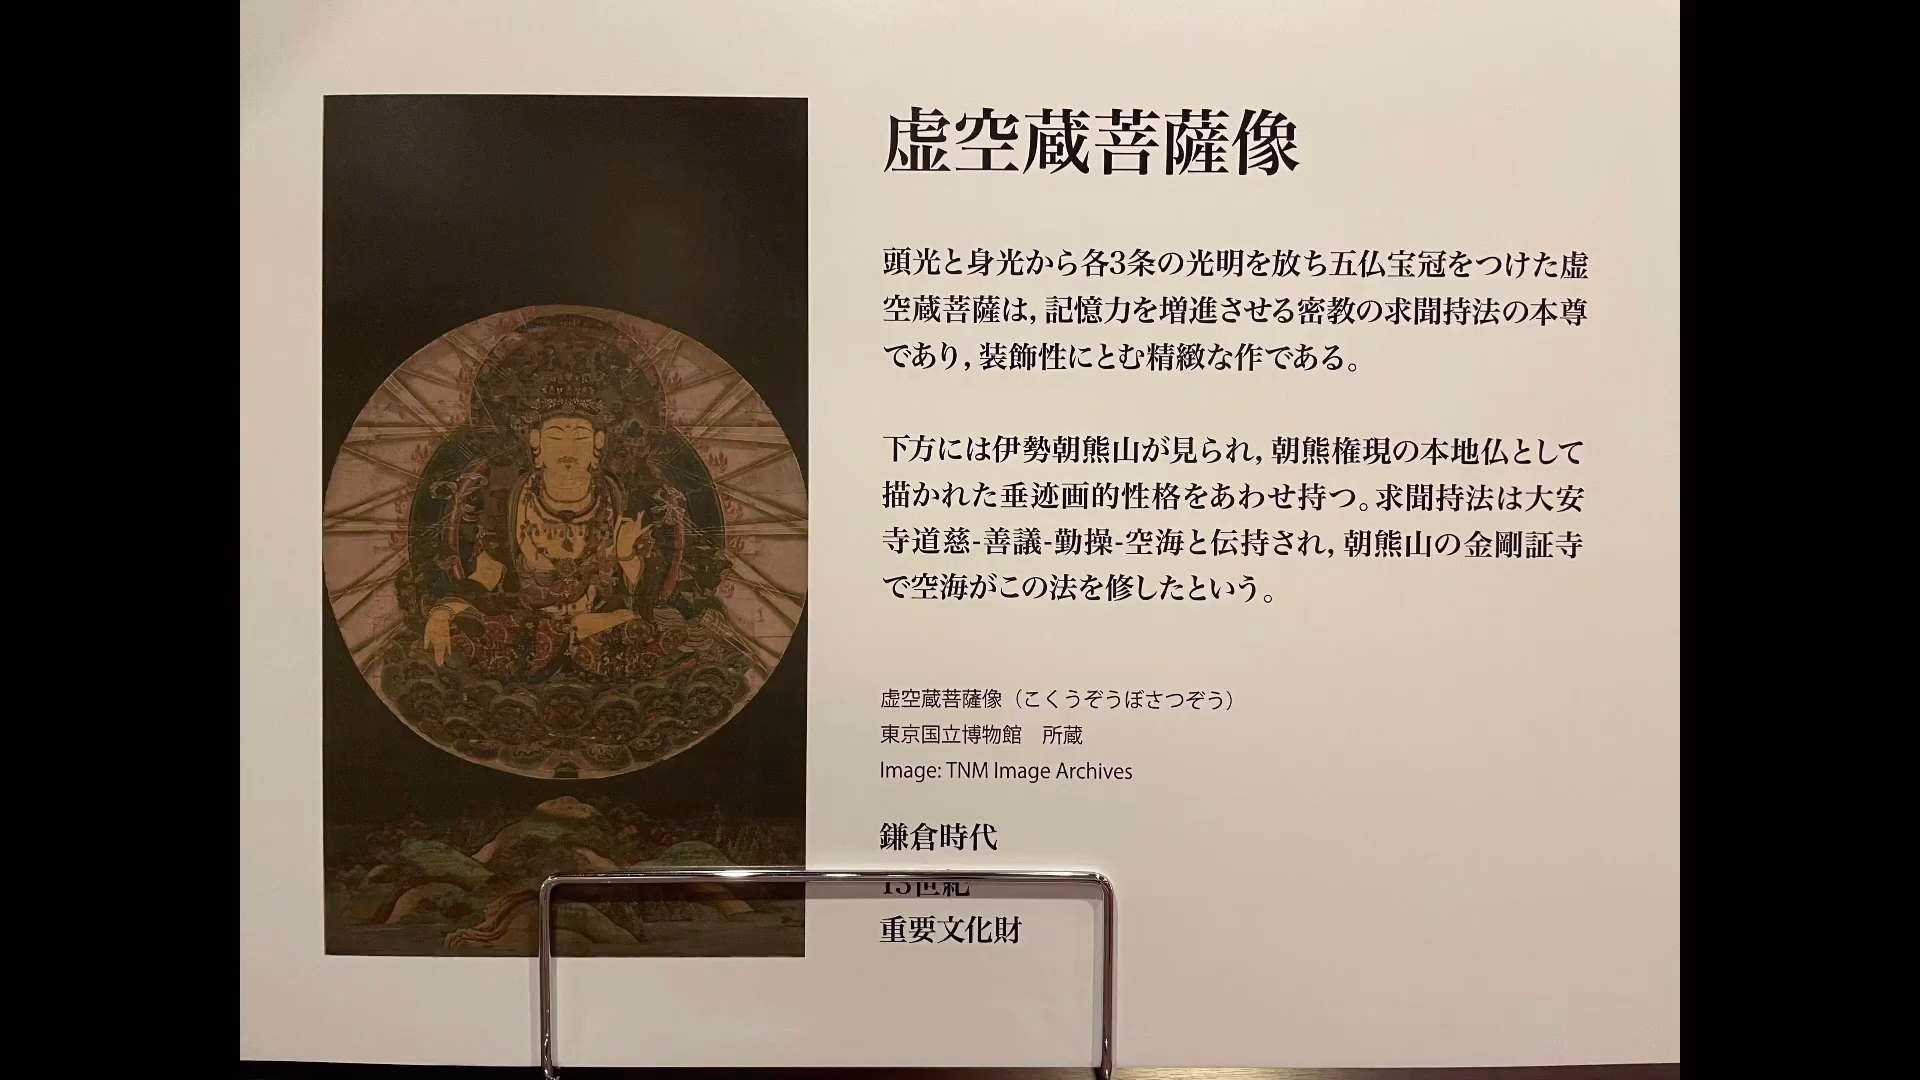 虚空蔵菩薩像
頭光と身光から各3条の光明を放ち五仏宝冠をつけた虚
空蔵菩薩は, 記憶力を増進させる密教の求聞持法の本尊
であり, 装飾性にとむ精緻な作である。
下方には伊勢朝熊山が見られ, 朝熊権現の本地仏として
描かれた垂迹画的性格をあわせ持つ。求聞持法は大安
寺道慈-善議-勤操-空海と伝持され, 朝熊山の金剛証寺
で空海がこの法を修したという。
虚空蔵菩薩像（こくうぞうぼさつぞう）
東京国立博物館　所蔵
Image: TNM Image Archives
鎌倉時代
13世紀
重要文化財